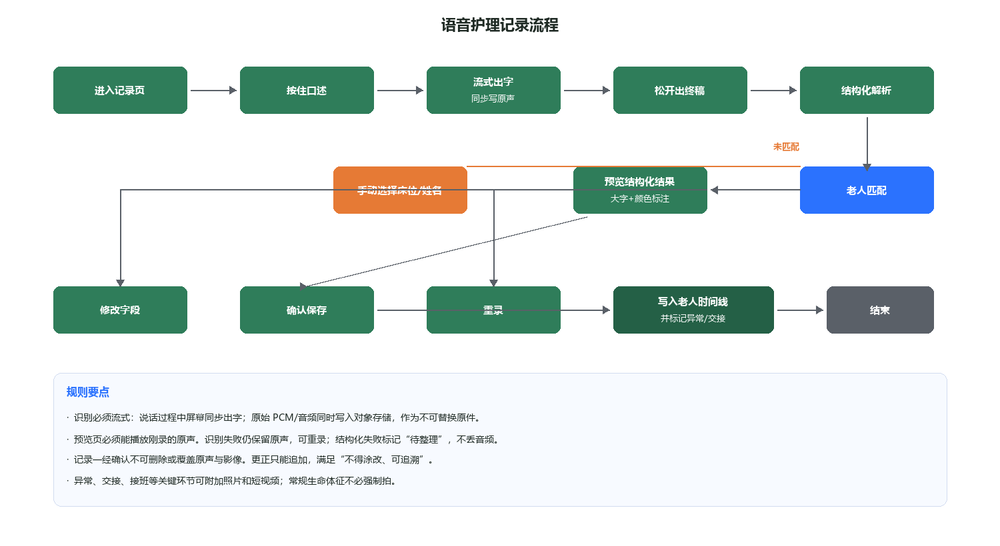 语音护理记录流程
进入记录页
按住口述
流式出字
同步写原声
松开出终稿
结构化解析
未匹配
手动选择床位/姓名
预览结构化结果
大字+颜色标注
老人匹配
修改字段
确认保存
重录
写入老人时间线
并标记异常/交接
结束
规则要点
· 识别必须流式：说话过程中屏幕同步出字；原始 PCM/音频同时写入对象存储，作为不可替换原件。
· 预览页必须能播放刚录的原声。识别失败仍保留原声，可重录；结构化失败标记“待整理”，不丢音频。
· 记录一经确认不可删除或覆盖原声与影像。更正只能追加，满足“不得涂改、可追溯”。
· 异常、交接、接班等关键环节可附加照片和短视频；常规生命体征不必强制拍。